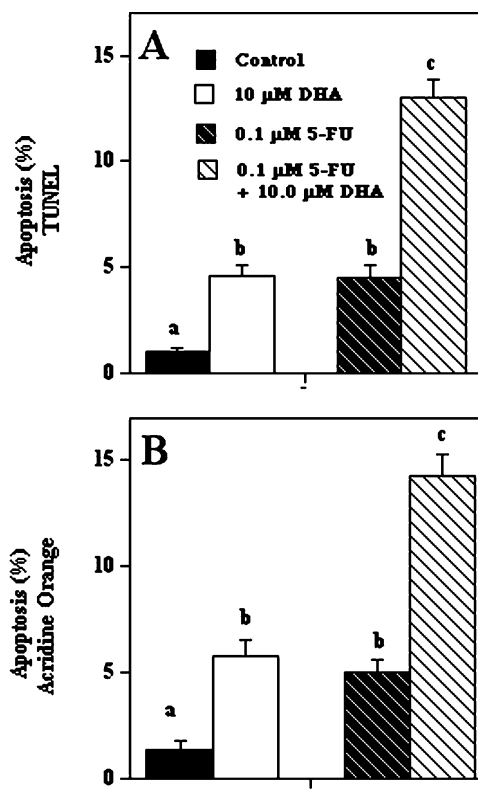 A
Control
10 µM DHA
0.1 µM 5-FU
0.1 µM 5-FU
+ 10.0 µM DHA
Apoptosis (%)
TUNEL
15
10
5
0
a
b
b
c
B
Apoptosis (%)
Acridine Orange
15
10
5
0
a
b
b
c